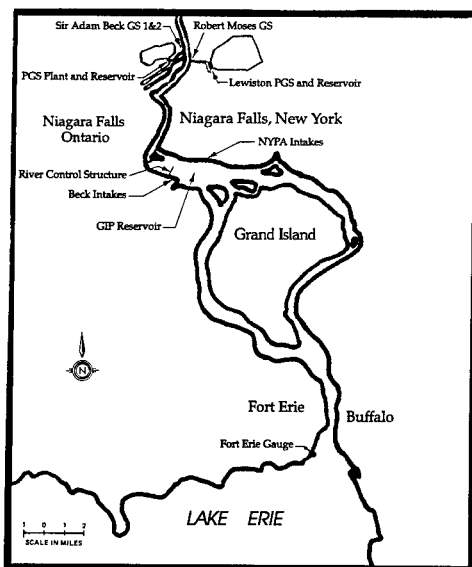 Sir Adam Beck GS 1&2
Robert Moses GS
PGS Plant and Reservoir
Lewiston PGS and Reservoir
Niagara Falls
Ontario
Niagara Falls, New York
NYPA Intakes
River Control Structure
Beck Intakes
GIP Reservoir
Grand Island
N
Fort Erie
Buffalo
Fort Erie Gauge
LAKE ERIE
1 0 1 2
SCALE IN MILES